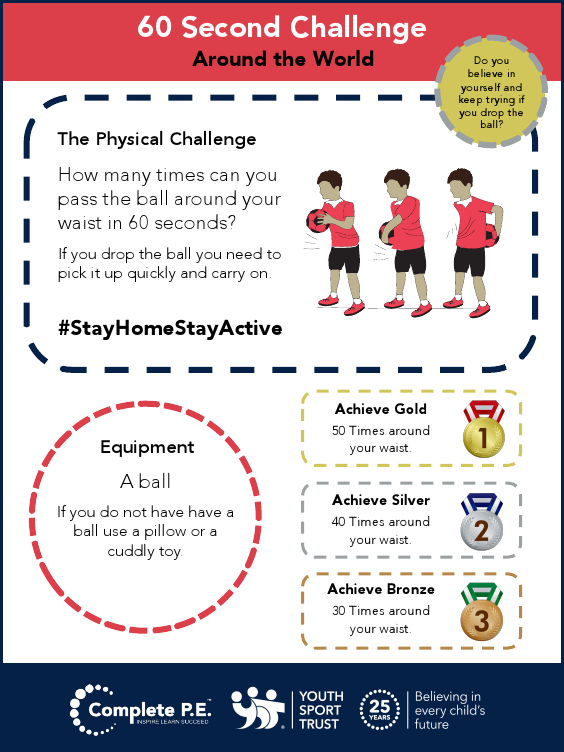 60 Second Challenge
Around the World
Do you
believe in
yourself and
keep trying if
you drop the
ball?
The Physical Challenge
How many times can you
pass the ball around your
waist in 60 seconds?
If you drop the ball you need to
pick it up quickly and carry on.
#StayHomeStayActive
Equipment
A ball
If you do not have have a
ball use a pillow or a
cuddly toy.
Achieve Gold
50 Times around
your waist.
1
Achieve Silver
40 Times around
your waist.
2
Achieve Bronze
30 Times around
your waist.
3
Complete P.E.™
INSPIRE LEARN SUCCEED
YOUTH
SPORT
TRUST
25
YEARS
Believing in
every child's
future